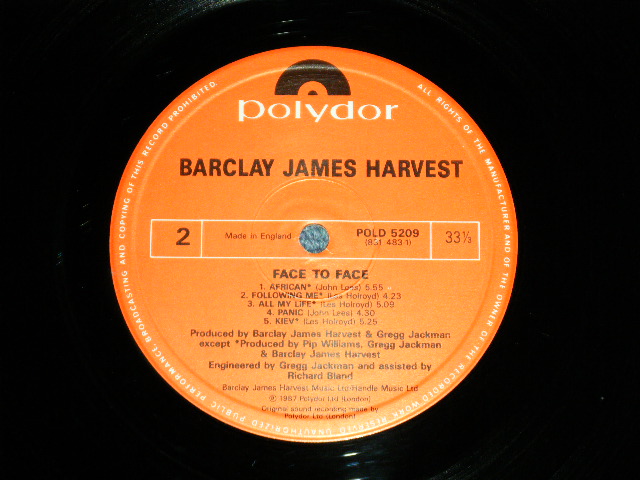 polydor
BARCLAY JAMES HARVEST
2
Made in England
POLD 5209
(831 483 1)
33⅓
FACE TO FACE
1. AFRICAN* (John Lees) 5.55
2. FOLLOWING ME* (Les Holroyd) 4.23
3. ALL MY LIFE* (Les Holroyd) 5.09
4. PANIC (John Lees) 4.30
5. KIEV* (Les Holroyd) 5.25
Produced by Barclay James Harvest & Gregg Jackman
except *Produced by Pip Williams, Gregg Jackman
& Barclay James Harvest
Engineered by Gregg Jackman and assisted by
Richard Bland
Barclay James Harvest Music Ltd/Handle Music Ltd
℗ 1987 Polydor Ltd (London)
Original sound recording made by
Polydor Ltd (London)
ALL RIGHTS OF THE MANUFACTURER AND OF THE OWNER OF THE RECORDED WORK RESERVED. UNAUTHORIZED PUBLIC PERFORMANCE, BROADCASTING AND COPYING OF THIS RECORD PROHIBITED.